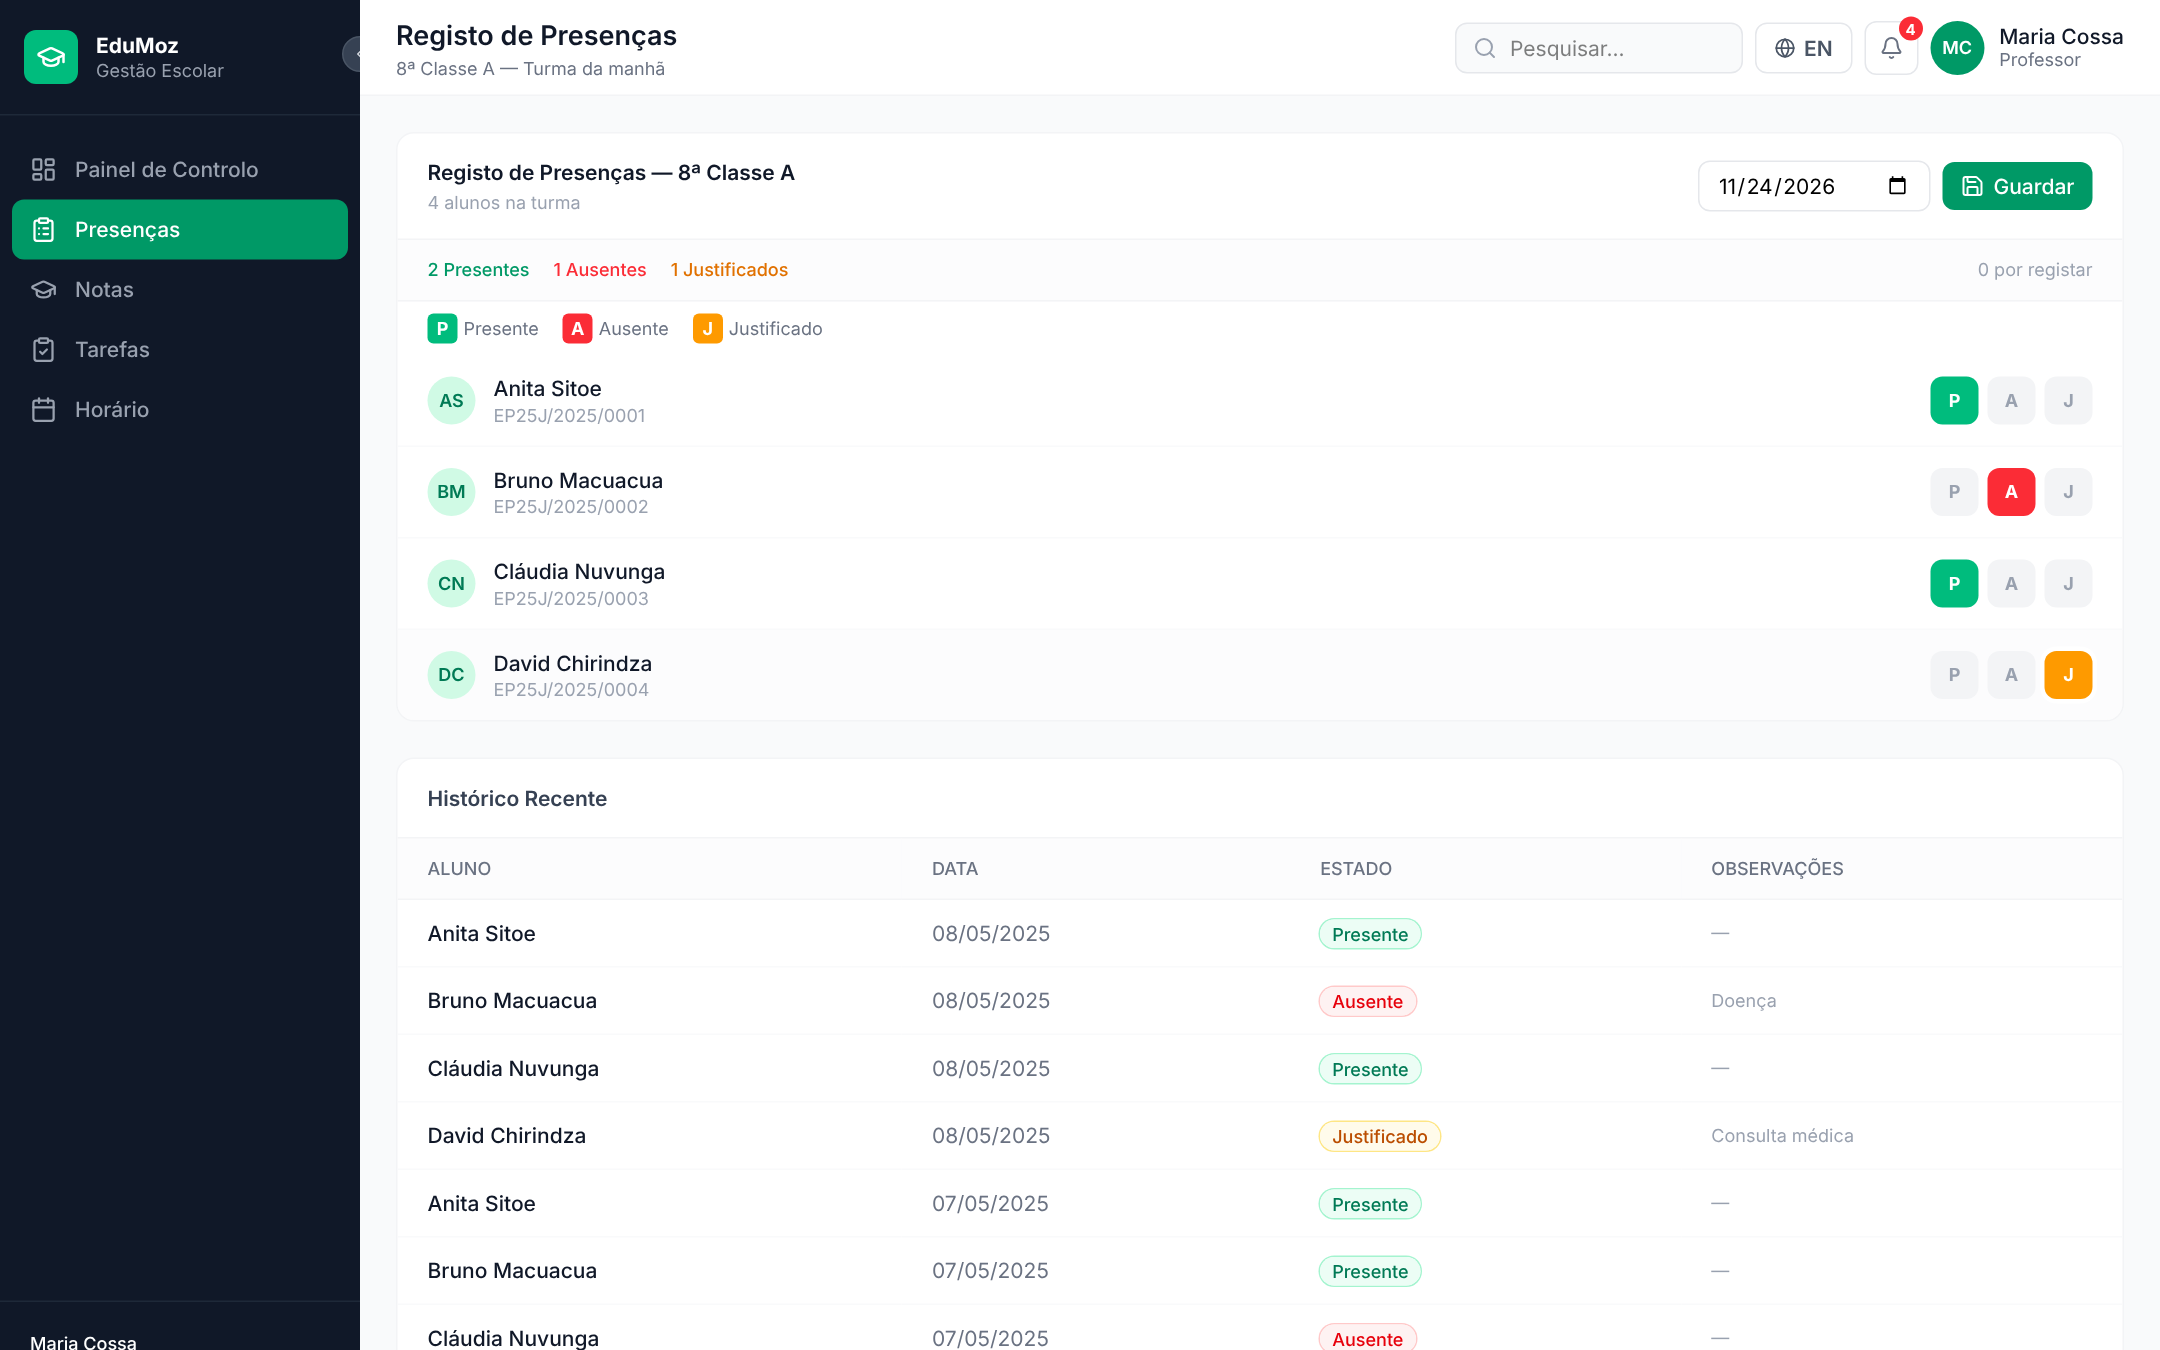 EduMoz
Gestão Escolar
Painel de Controlo
Presenças
Notas
Tarefas
Horário
Maria Cossa
Registo de Presenças
8ª Classe A — Turma da manhã
Pesquisar...
EN
4
MC
Maria Cossa
Professor
Registo de Presenças — 8ª Classe A
4 alunos na turma
11/24/2026
Guardar
2 Presentes 1 Ausentes 1 Justificados
0 por registar
P Presente A Ausente J Justificado
AS Anita Sitoe P A J
EP25J/2025/0001
BM Bruno Macuacua P A J
EP25J/2025/0002
CN Cláudia Nuvunga P A J
EP25J/2025/0003
DC David Chirindza P A J
EP25J/2025/0004
Histórico Recente
ALUNO DATA ESTADO OBSERVAÇÕES
Anita Sitoe 08/05/2025 Presente —
Bruno Macuacua 08/05/2025 Ausente Doença
Cláudia Nuvunga 08/05/2025 Presente —
David Chirindza 08/05/2025 Justificado Consulta médica
Anita Sitoe 07/05/2025 Presente —
Bruno Macuacua 07/05/2025 Presente —
Cláudia Nuvunga 07/05/2025 Ausente —